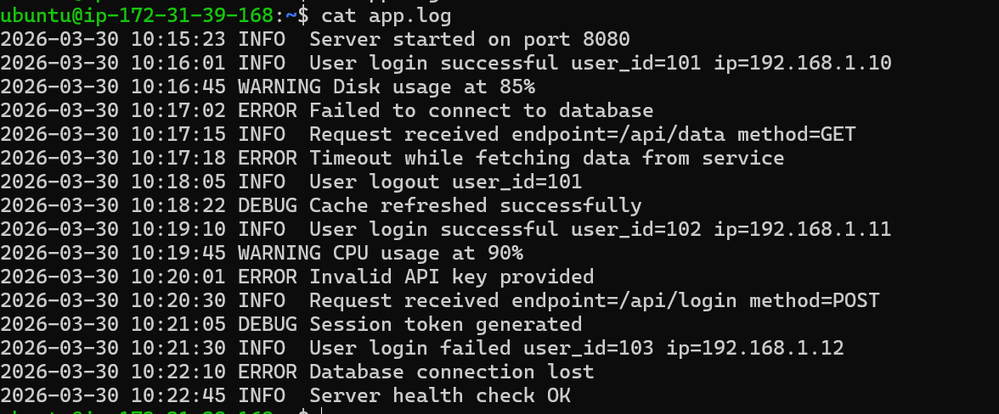 ubuntu@ip-172-31-39-168:~$ cat app.log
2026-03-30 10:15:23 INFO  Server started on port 8080
2026-03-30 10:16:01 INFO  User login successful user_id=101 ip=192.168.1.10
2026-03-30 10:16:45 WARNING Disk usage at 85%
2026-03-30 10:17:02 ERROR Failed to connect to database
2026-03-30 10:17:15 INFO  Request received endpoint=/api/data method=GET
2026-03-30 10:17:18 ERROR Timeout while fetching data from service
2026-03-30 10:18:05 INFO  User logout user_id=101
2026-03-30 10:18:22 DEBUG Cache refreshed successfully
2026-03-30 10:19:10 INFO  User login successful user_id=102 ip=192.168.1.11
2026-03-30 10:19:45 WARNING CPU usage at 90%
2026-03-30 10:20:01 ERROR Invalid API key provided
2026-03-30 10:20:30 INFO  Request received endpoint=/api/login method=POST
2026-03-30 10:21:05 DEBUG Session token generated
2026-03-30 10:21:30 INFO  User login failed user_id=103 ip=192.168.1.12
2026-03-30 10:22:10 ERROR Database connection lost
2026-03-30 10:22:45 INFO  Server health check OK